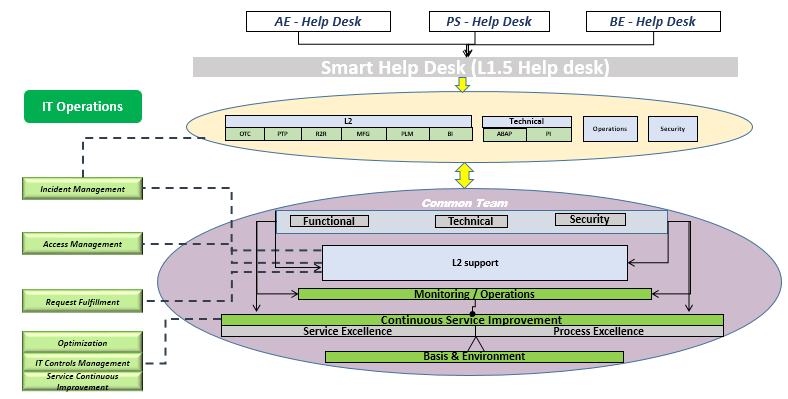 AE - Help Desk
PS - Help Desk
BE - Help Desk
Smart Help Desk (L1.5 Help desk)
IT Operations
L2
OTC
PTP
R2R
MFG
PLM
BI
Technical
ABAP
PI
Operations
Security
Incident Management
Access Management
Request Fulfillment
Optimization
IT Controls Management
Service Continuous
Improvement
Common Team
Functional
Technical
Security
L2 support
Monitoring / Operations
Continuous Service Improvement
Service Excellence
Process Excellence
Basis & Environment